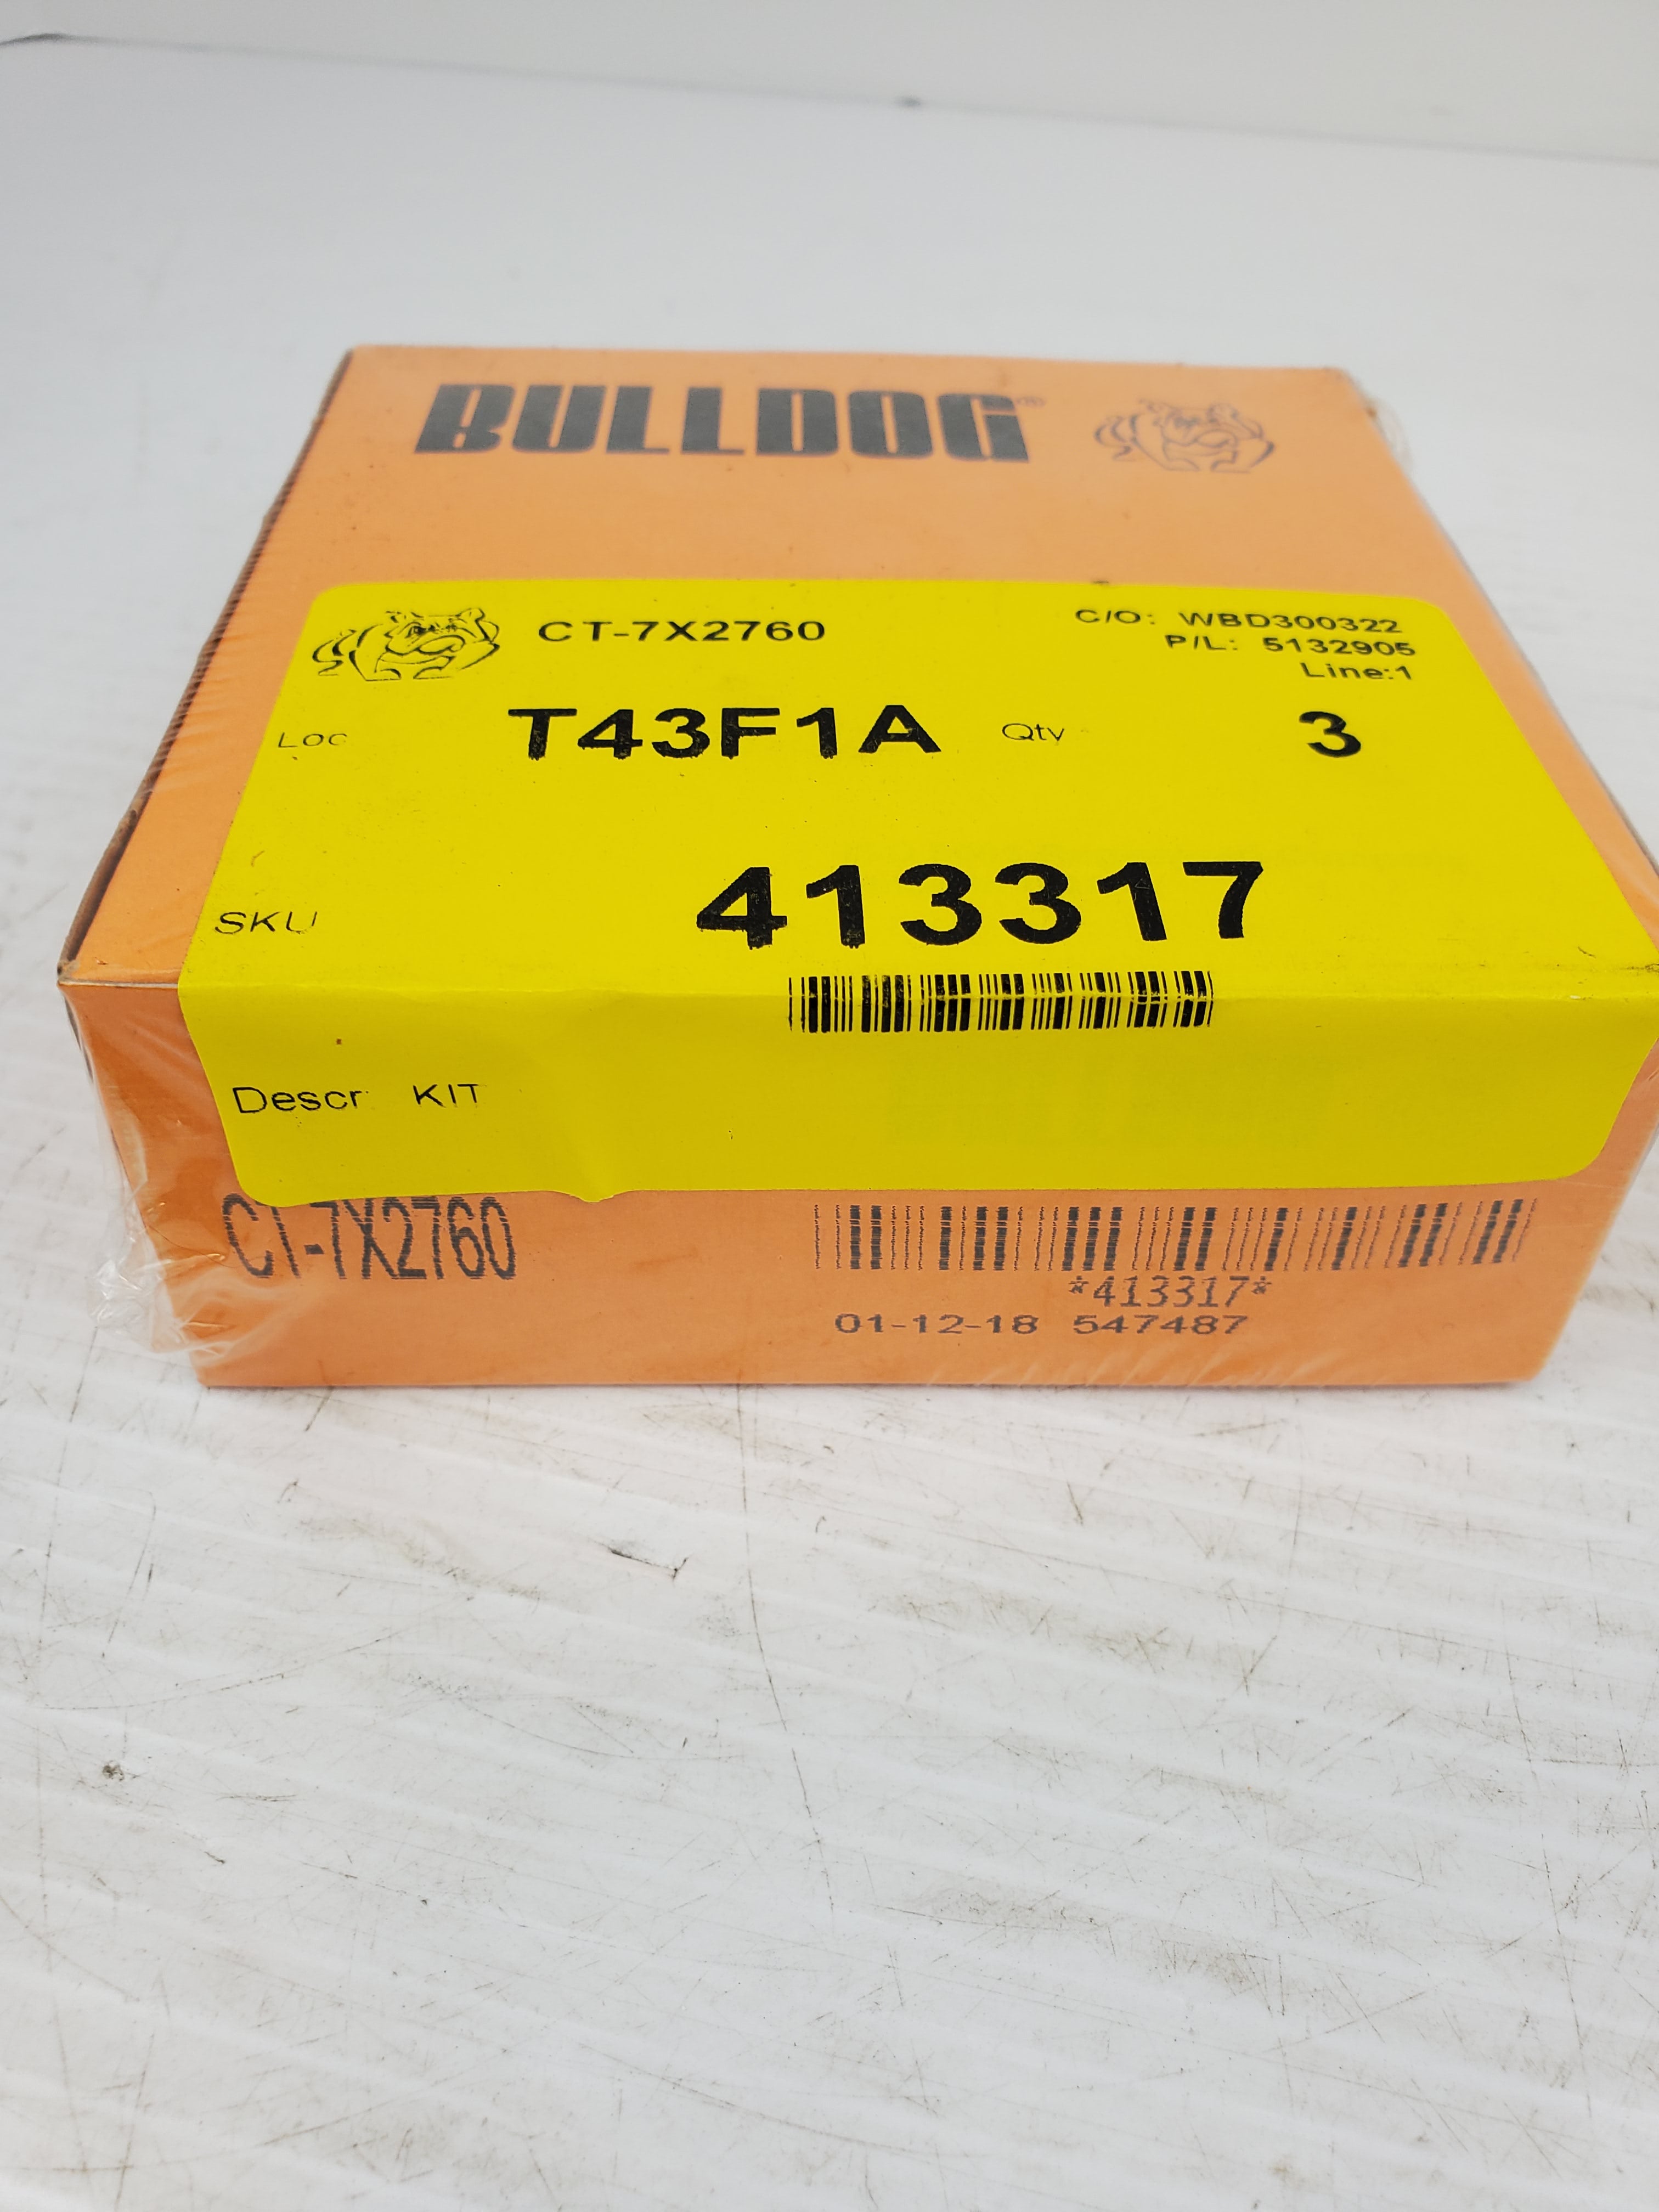 BULLDOG®
CT-7X2760
C/O: WBD300322
P/L: 5132905
Line:1
Loc T43F1A Qty 3
SKU 413317
Descr KIT
CT-7X2760
*413317*
01-12-18 547487